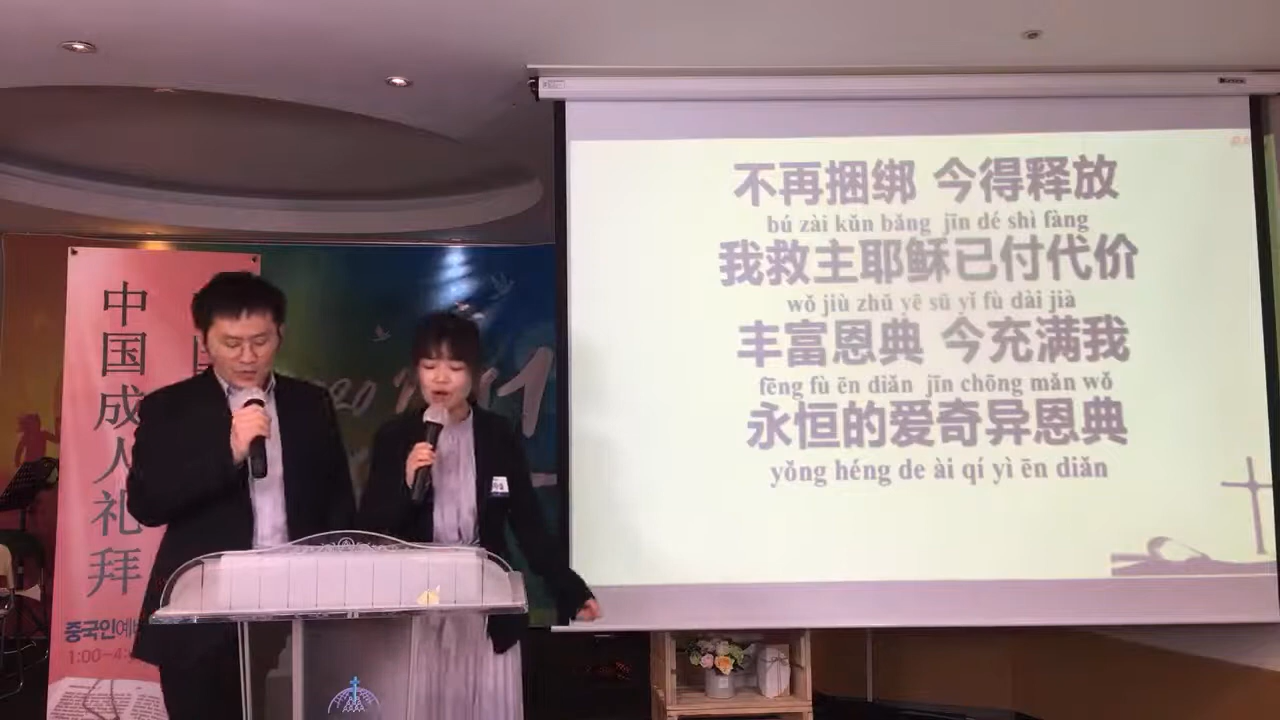 不再捆绑 今得释放
bú zài kǔn bǎng jīn dé shì fàng
我救主耶稣已付代价
wǒ jiù zhǔ yē sū yǐ fù dài jià
丰富恩典 今充满我
fēng fù ēn diǎn jīn chōng mǎn wǒ
永恒的爱奇异恩典
yǒng héng de ài qí yì ēn diǎn
中国成人礼拜
중국인예배
1:00-4: